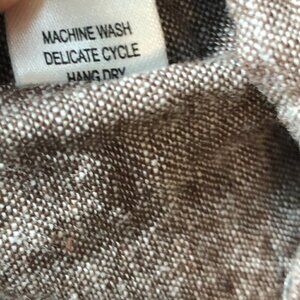 MACHINE WASH
DELICATE CYCLE
HANG DRY